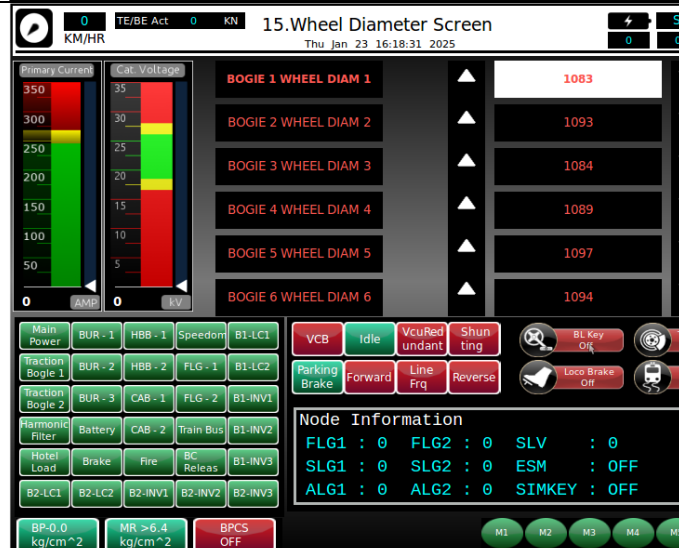 0 TE/BE Act 0 KN 15.Wheel Diameter Screen
KM/HR Thu Jan 23 16:18:31 2025 0
Primary Current Cat. Voltage
350 35
300 30
250 25
200 20
150 15
100 10
50 5
0 AMP 0 kV
BOGIE 1 WHEEL DIAM 1 1083
BOGIE 2 WHEEL DIAM 2 1093
BOGIE 3 WHEEL DIAM 3 1084
BOGIE 4 WHEEL DIAM 4 1089
BOGIE 5 WHEEL DIAM 5 1097
BOGIE 6 WHEEL DIAM 6 1094
Main Power BUR - 1 HBB - 1 Speedom B1-LC1
Traction Bogle 1 BUR - 2 HBB - 2 FLG - 1 B1-LC2
Traction Bogle 2 BUR - 3 CAB - 1 FLG - 2 B1-INV1
Harmonic Filter Battery CAB - 2 Train Bus B1-INV2
Hotel Load Brake Fire BC Releas B1-INV3
B2-LC1 B2-LC2 B2-INV1 B2-INV2 B2-INV3
VCB Idle VcuRed undant Shun ting
Parking Brake Forward Line Frq Reverse
BL Key Off
Loco Brake Off
Node Information
FLG1 : 0 FLG2 : 0 SLV : 0
SLG1 : 0 SLG2 : 0 ESM : OFF
ALG1 : 0 ALG2 : 0 SIMKEY : OFF
BP-0.0 kg/cm^2 MR >6.4 kg/cm^2 BPCS OFF
M1 M2 M3 M4